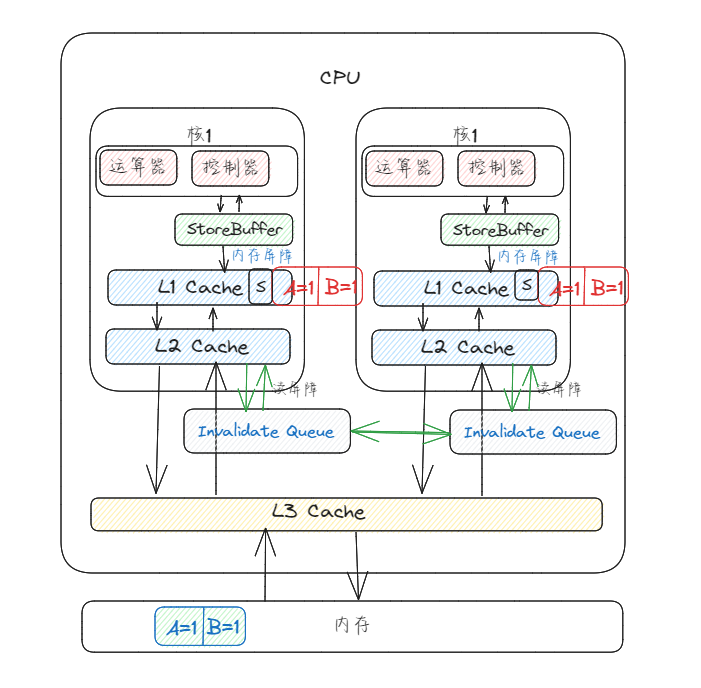 CPU
核1
运算器
控制器
StoreBuffer
内存屏障
L1 Cache
S
A=1
B=1
L2 Cache
读屏障
Invalidate Queue
核1
运算器
控制器
StoreBuffer
内存屏障
L1 Cache
S
A=1
B=1
L2 Cache
读屏障
Invalidate Queue
L3 Cache
A=1
B=1
内存